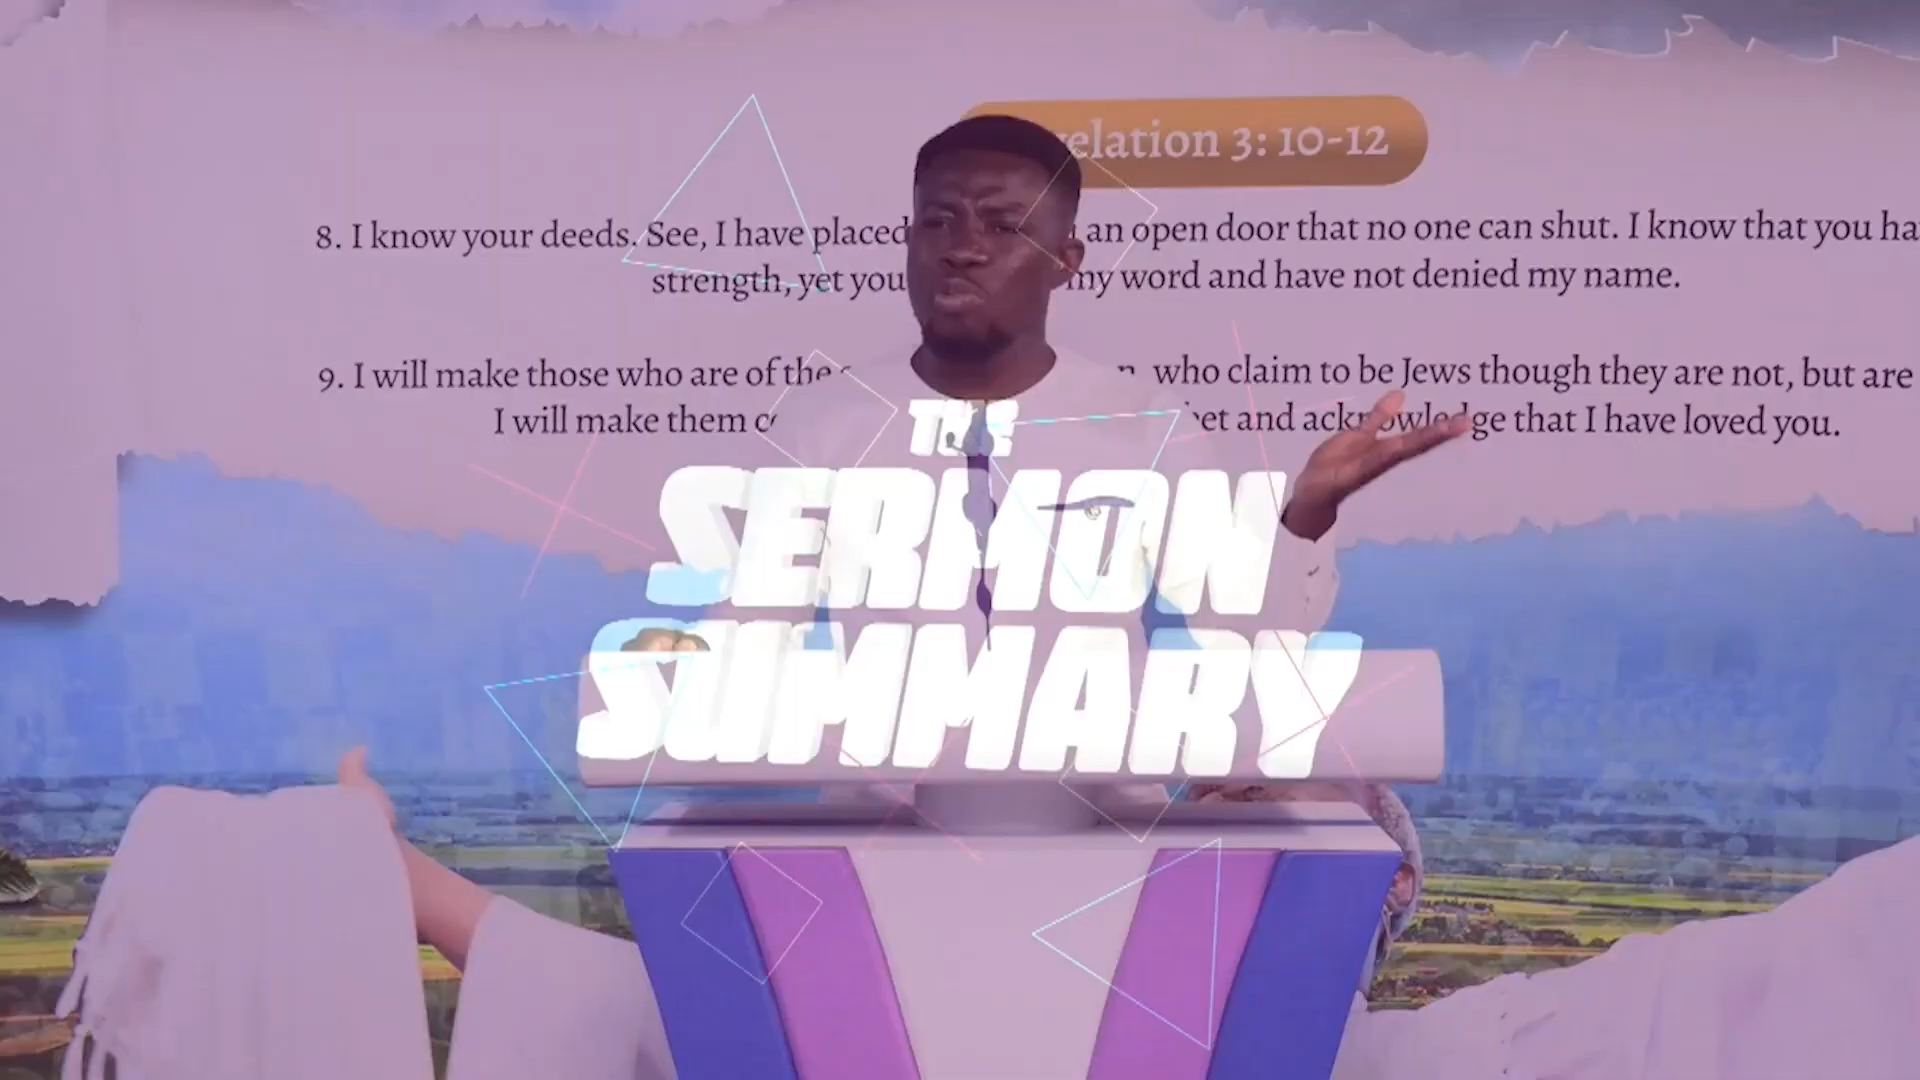 elation 3: 10-12
8. I know your deeds. See, I have placed an open door that no one can shut. I know that you ha
strength, yet you my word and have not denied my name.
9. I will make those who are of the who claim to be Jews though they are not, but are
I will make them and acknowledge that I have loved you.
THE
SERMON
SUMMARY